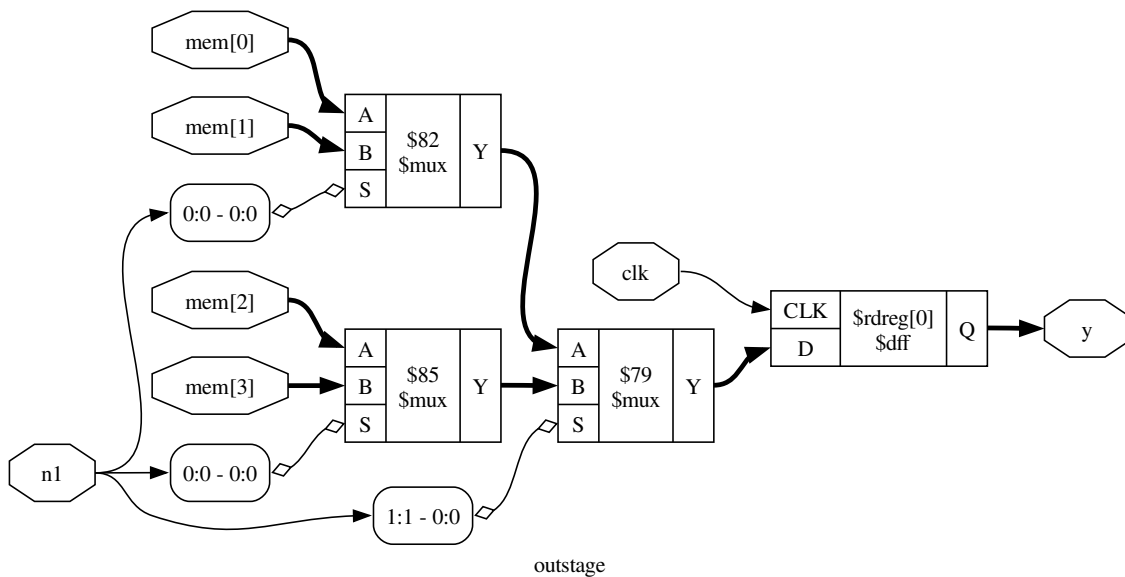 mem[0]
mem[1]
A
B
S
$82
$mux
Y
0:0 - 0:0
mem[2]
mem[3]
A
B
S
$85
$mux
Y
n1
0:0 - 0:0
1:1 - 0:0
A
B
S
$79
$mux
Y
clk
CLK
D
$rdreg[0]
$dff
Q
y
outstage